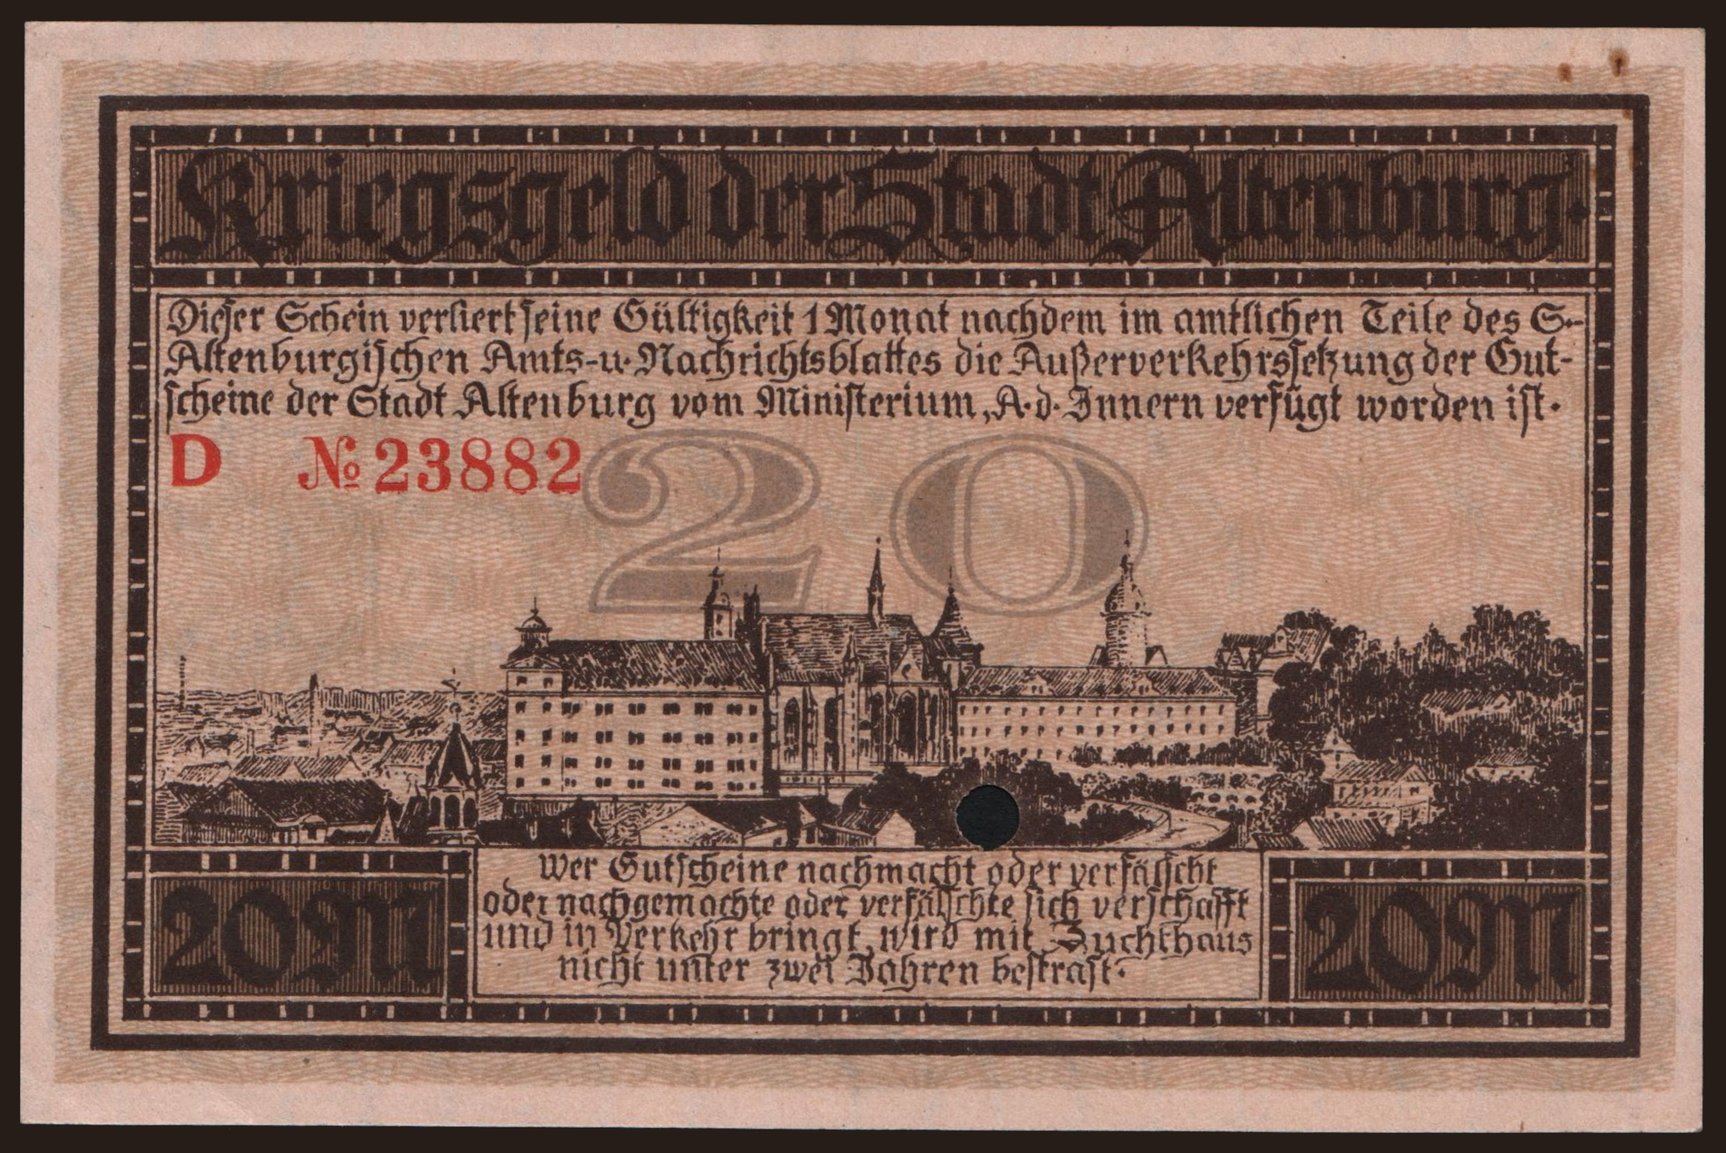 Kriegsgeld der Stadt Altenburg.
Dieser Schein verliert seine Gültigkeit 1 Monat nachdem im amtlichen Teile des S.-
Altenburgischen Amts-u. Nachrichtsblattes die Außerverkehrssetzung der Gut-
scheine der Stadt Altenburg vom Ministerium, A. d. Innern verfügt worden ist.
D № 23882
20
Wer Gutscheine nachmacht oder verfälscht
oder nachgemachte oder verfälschte sich verschafft
und in Verkehr bringt, wird mit Zuchthaus
nicht unter zwei Jahren bestraft.
20M 20M